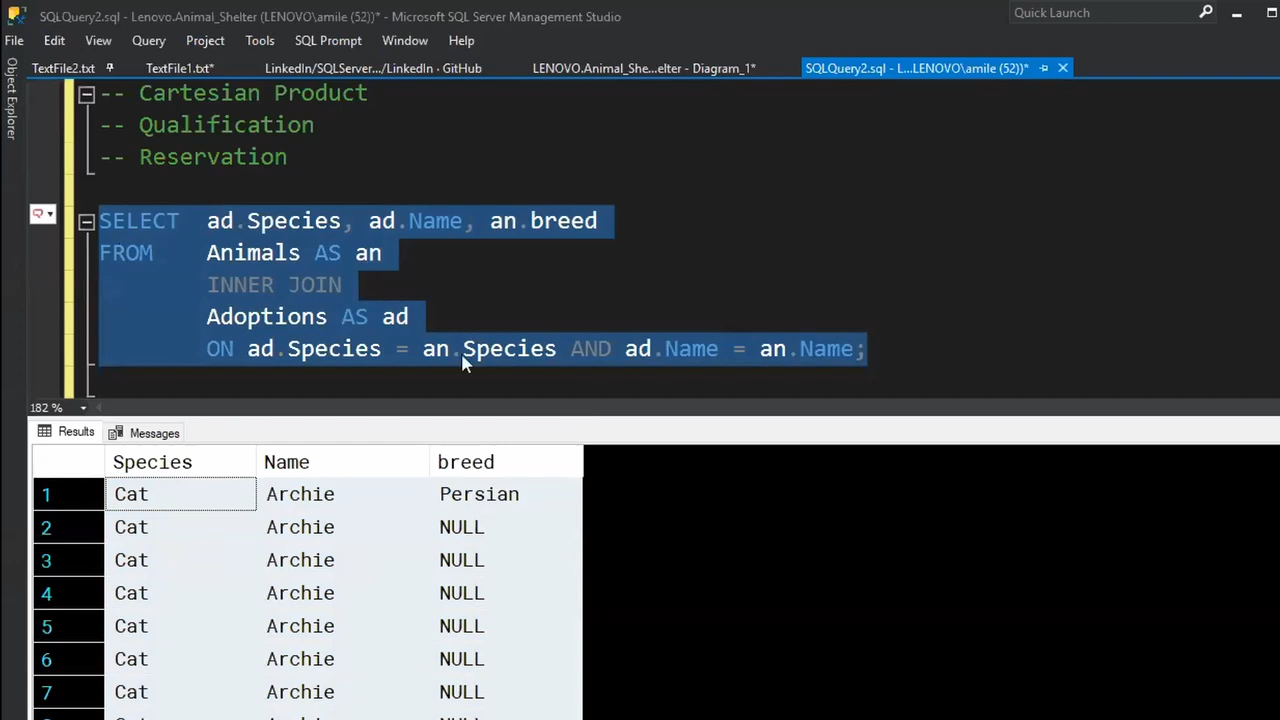 SQLQuery2.sql - Lenovo.Animal_Shelter (LENOVO\amile (52))* - Microsoft SQL Server Management Studio
Quick Launch
File Edit View Query Project Tools SQL Prompt Window Help
TextFile2.txt TextFile1.txt* LinkedIn/SQLServer.../LinkedIn · GitHub LENOVO.Animal_She...elter - Diagram_1* SQLQuery2.sql - L...LENOVO\amile (52))*
Object Explorer
-- Cartesian Product
-- Qualification
-- Reservation
SELECT ad.Species, ad.Name, an.breed
FROM Animals AS an
INNER JOIN
Adoptions AS ad
ON ad.Species = an.Species AND ad.Name = an.Name;
182 %
Results Messages
Species Name breed
1 Cat Archie Persian
2 Cat Archie NULL
3 Cat Archie NULL
4 Cat Archie NULL
5 Cat Archie NULL
6 Cat Archie NULL
7 Cat Archie NULL